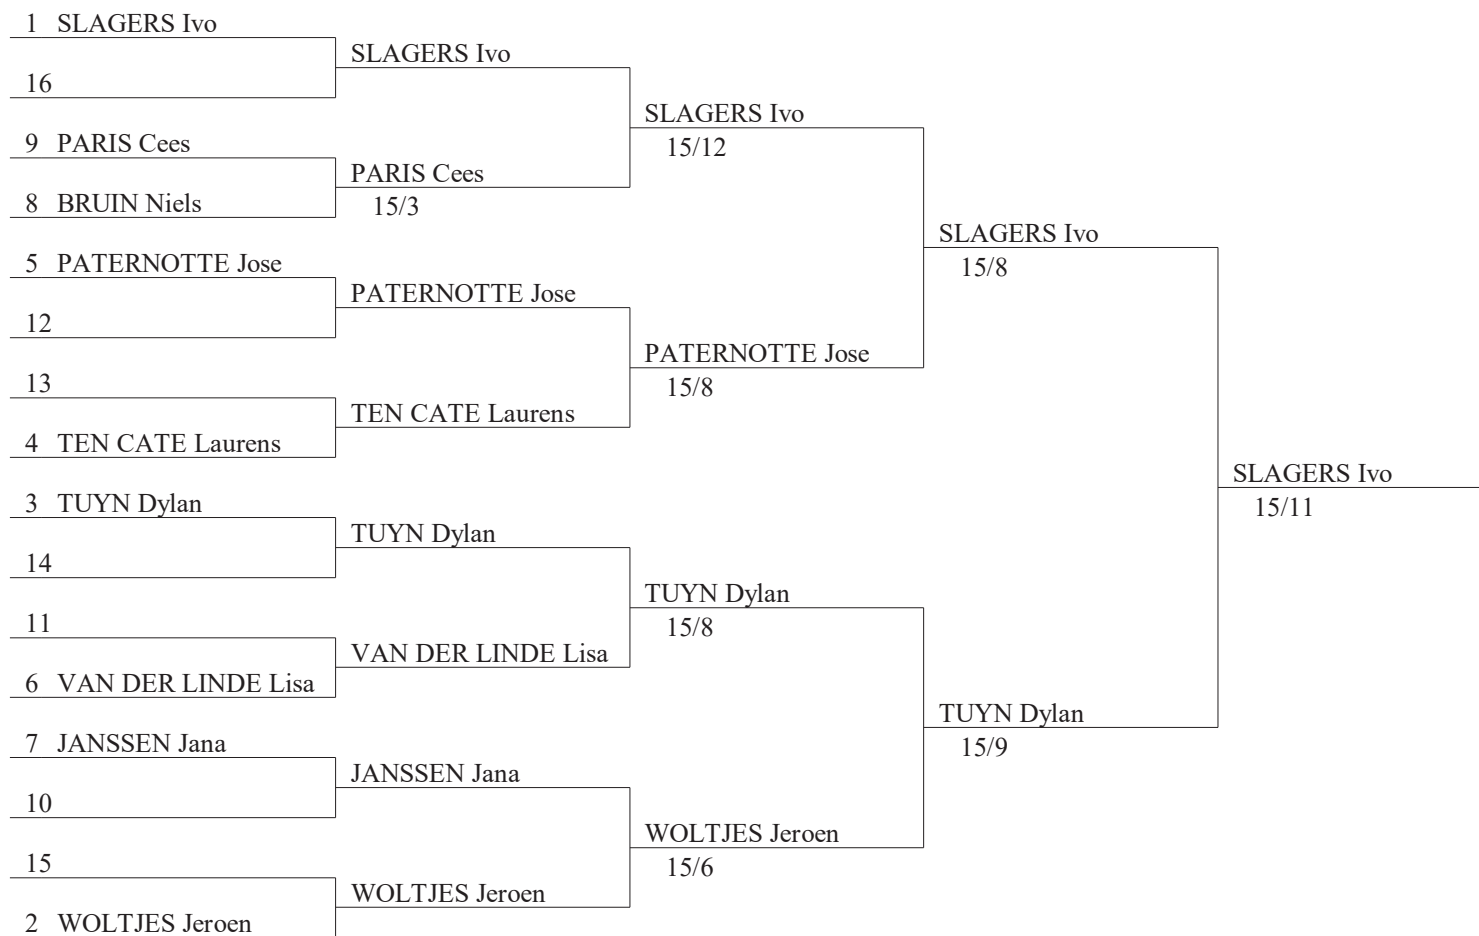 1 SLAGERS Ivo
16
9 PARIS Cees
8 BRUIN Niels
5 PATERNOTTE Jose
12
13
4 TEN CATE Laurens
3 TUYN Dylan
14
11
6 VAN DER LINDE Lisa
7 JANSSEN Jana
10
15
2 WOLTJES Jeroen
SLAGERS Ivo
PARIS Cees
15/3
PATERNOTTE Jose
TEN CATE Laurens
TUYN Dylan
VAN DER LINDE Lisa
JANSSEN Jana
WOLTJES Jeroen
SLAGERS Ivo
15/12
PATERNOTTE Jose
15/8
TUYN Dylan
15/8
WOLTJES Jeroen
15/6
SLAGERS Ivo
15/8
TUYN Dylan
15/9
SLAGERS Ivo
15/11